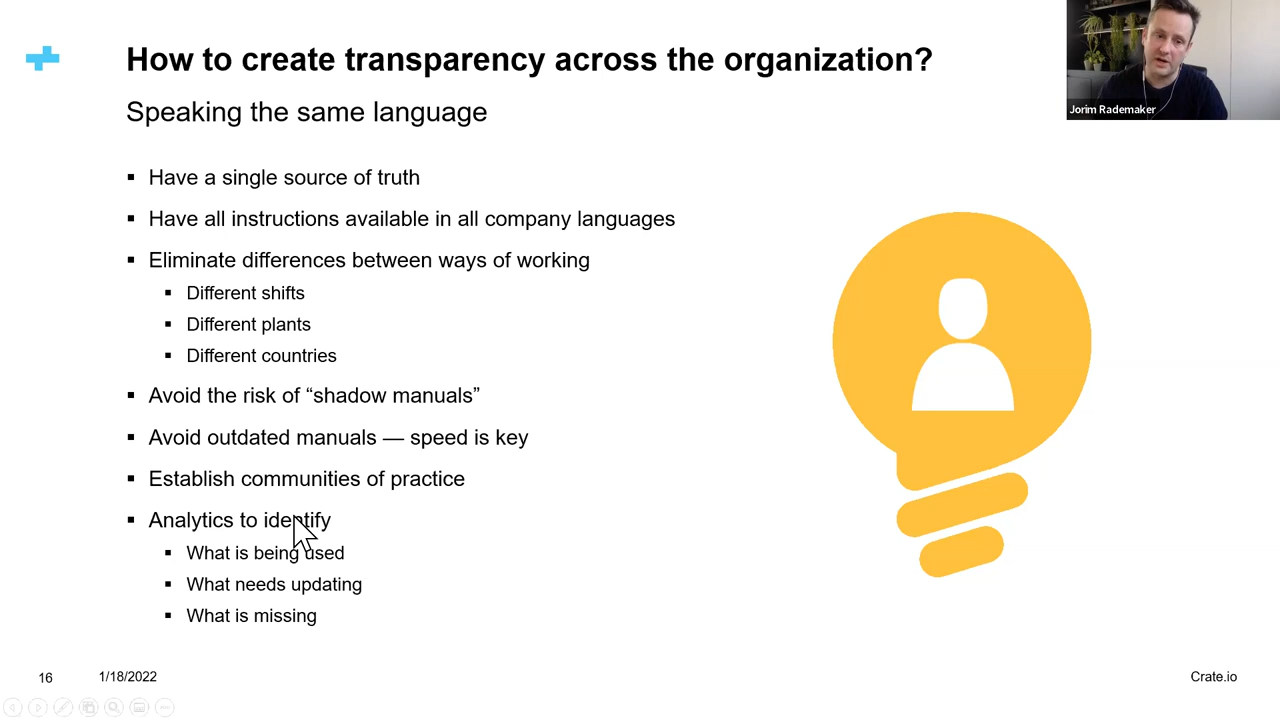 How to create transparency across the organization?
Speaking the same language
Jorim Rademaker
Have a single source of truth
Have all instructions available in all company languages
Eliminate differences between ways of working
Different shifts
Different plants
Different countries
Avoid the risk of “shadow manuals”
Avoid outdated manuals — speed is key
Establish communities of practice
Analytics to identify
What is being used
What needs updating
What is missing
16
1/18/2022
Crate.io